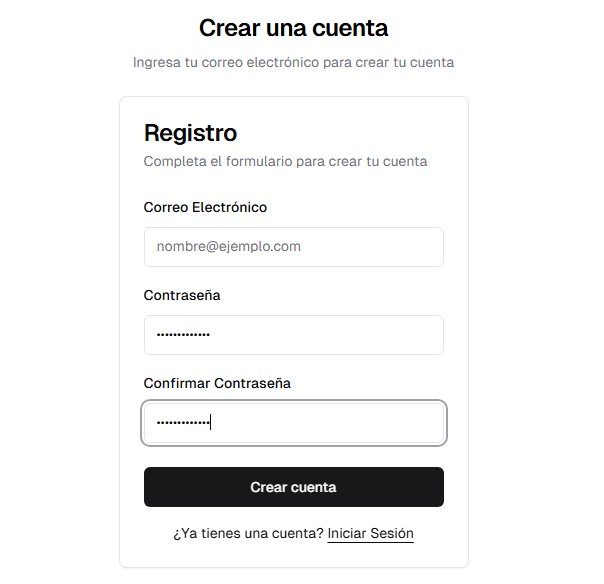 Crear una cuenta
Ingresa tu correo electrónico para crear tu cuenta
Registro
Completa el formulario para crear tu cuenta
Correo Electrónico
nombre@ejemplo.com
Contraseña
•••••••••••••
Confirmar Contraseña
•••••••••••••
Crear cuenta
¿Ya tienes una cuenta? Iniciar Sesión